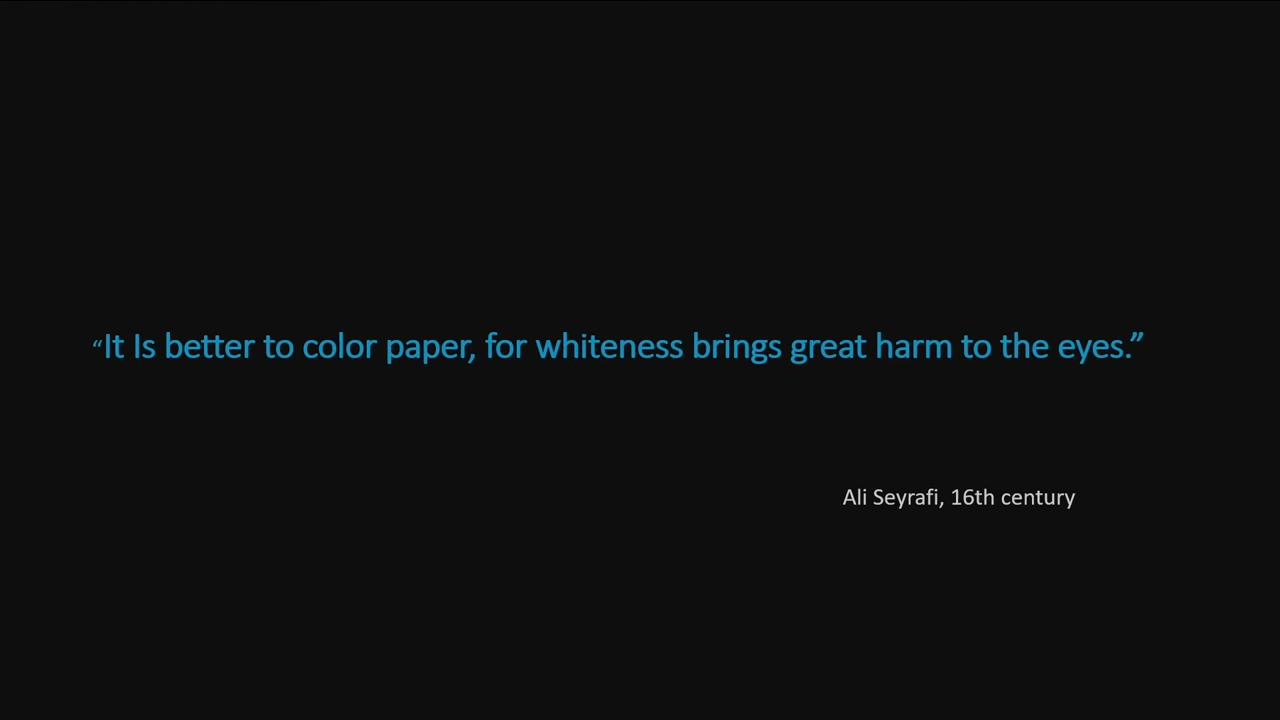 “It Is better to color paper, for whiteness brings great harm to the eyes.”
Ali Seyrafi, 16th century